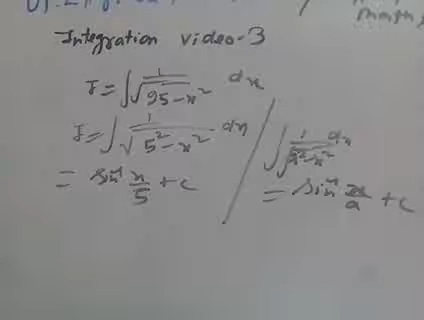 Integration video-3
I = ∫ 1/√(25-x²) dx
I = ∫ 1/√(5²-x²) dx
= sin⁻¹ x/5 + c
∫ 1/√(a²-x²) dx
= sin⁻¹ x/a + c